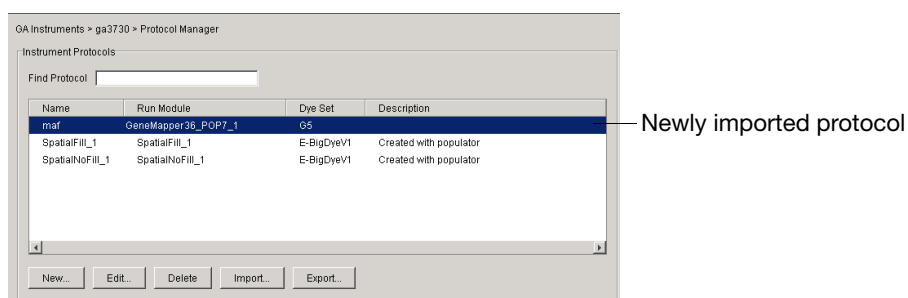 GA Instruments > ga3730 > Protocol Manager
Instrument Protocols
Find Protocol
Name Run Module Dye Set Description
maf GeneMapper36_POP7_1 G5
Newly imported protocol
SpatialFill_1 SpatialFill_1 E-BigDyeV1 Created with populator
SpatialNoFill_1 SpatialNoFill_1 E-BigDyeV1 Created with populator
New... Edit... Delete Import... Export...